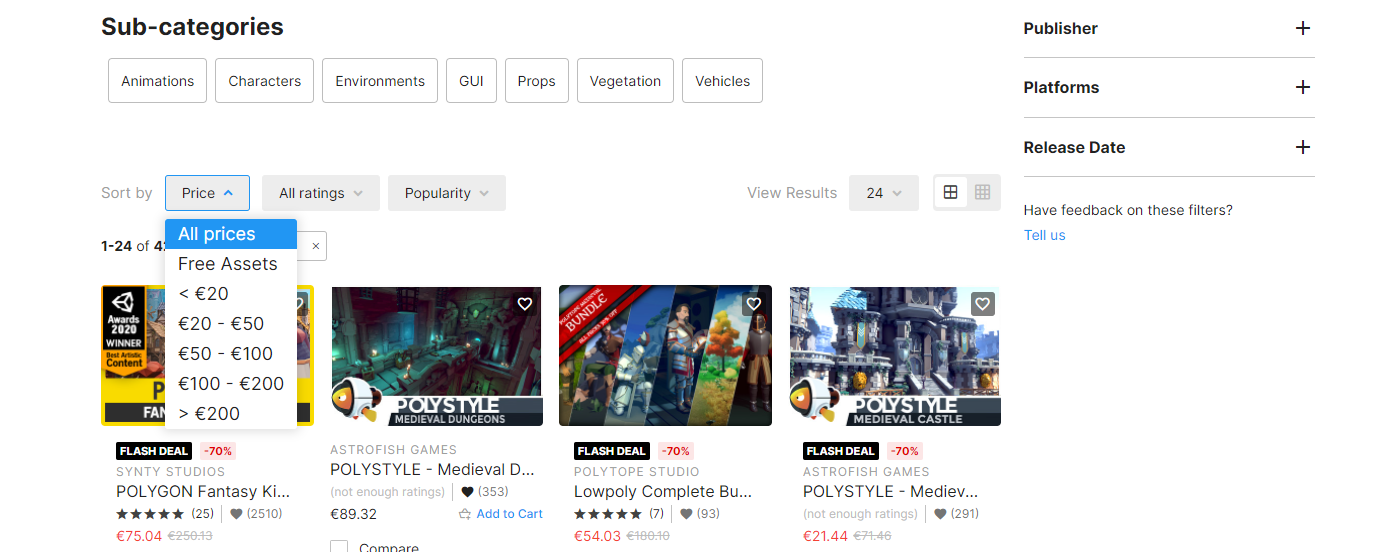 Sub-categories
Animations
Characters
Environments
GUI
Props
Vegetation
Vehicles
Publisher
Platforms
Release Date
Have feedback on these filters?
Tell us
Sort by
Price
All ratings
Popularity
View Results
24
All prices
Free Assets
< €20
€20 - €50
€50 - €100
€100 - €200
> €200
1-24 of
×
Awards
2020
WINNER
Best Artistic
Content
FAN
FLASH DEAL -70%
SYNTY STUDIOS
POLYGON Fantasy Ki...
(25) (2510)
€75.04 €250.13
POLYSTYLE
MEDIEVAL DUNGEONS
ASTROFISH GAMES
POLYSTYLE - Medieval D...
(not enough ratings) (353)
€89.32 Add to Cart
Compare
POLYTOPE MEDIEVAL
BUNDLE
FLASH DEAL -70%
POLYTOPE STUDIO
Lowpoly Complete Bu...
(7) (93)
€54.03 €180.10
POLYSTYLE
MEDIEVAL CASTLE
FLASH DEAL -70%
ASTROFISH GAMES
POLYSTYLE - Mediev...
(not enough ratings) (291)
€21.44 €71.46